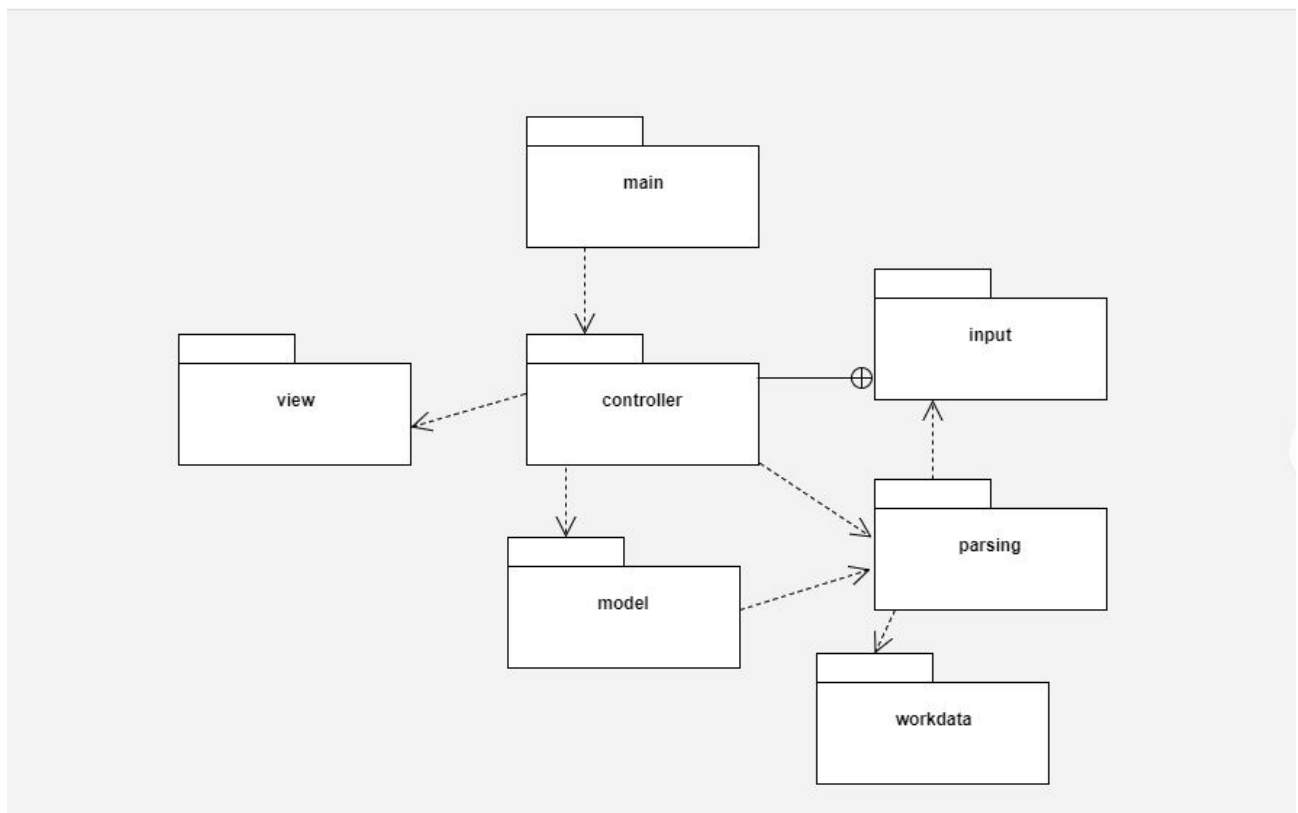 main
input
view
controller
parsing
model
workdata